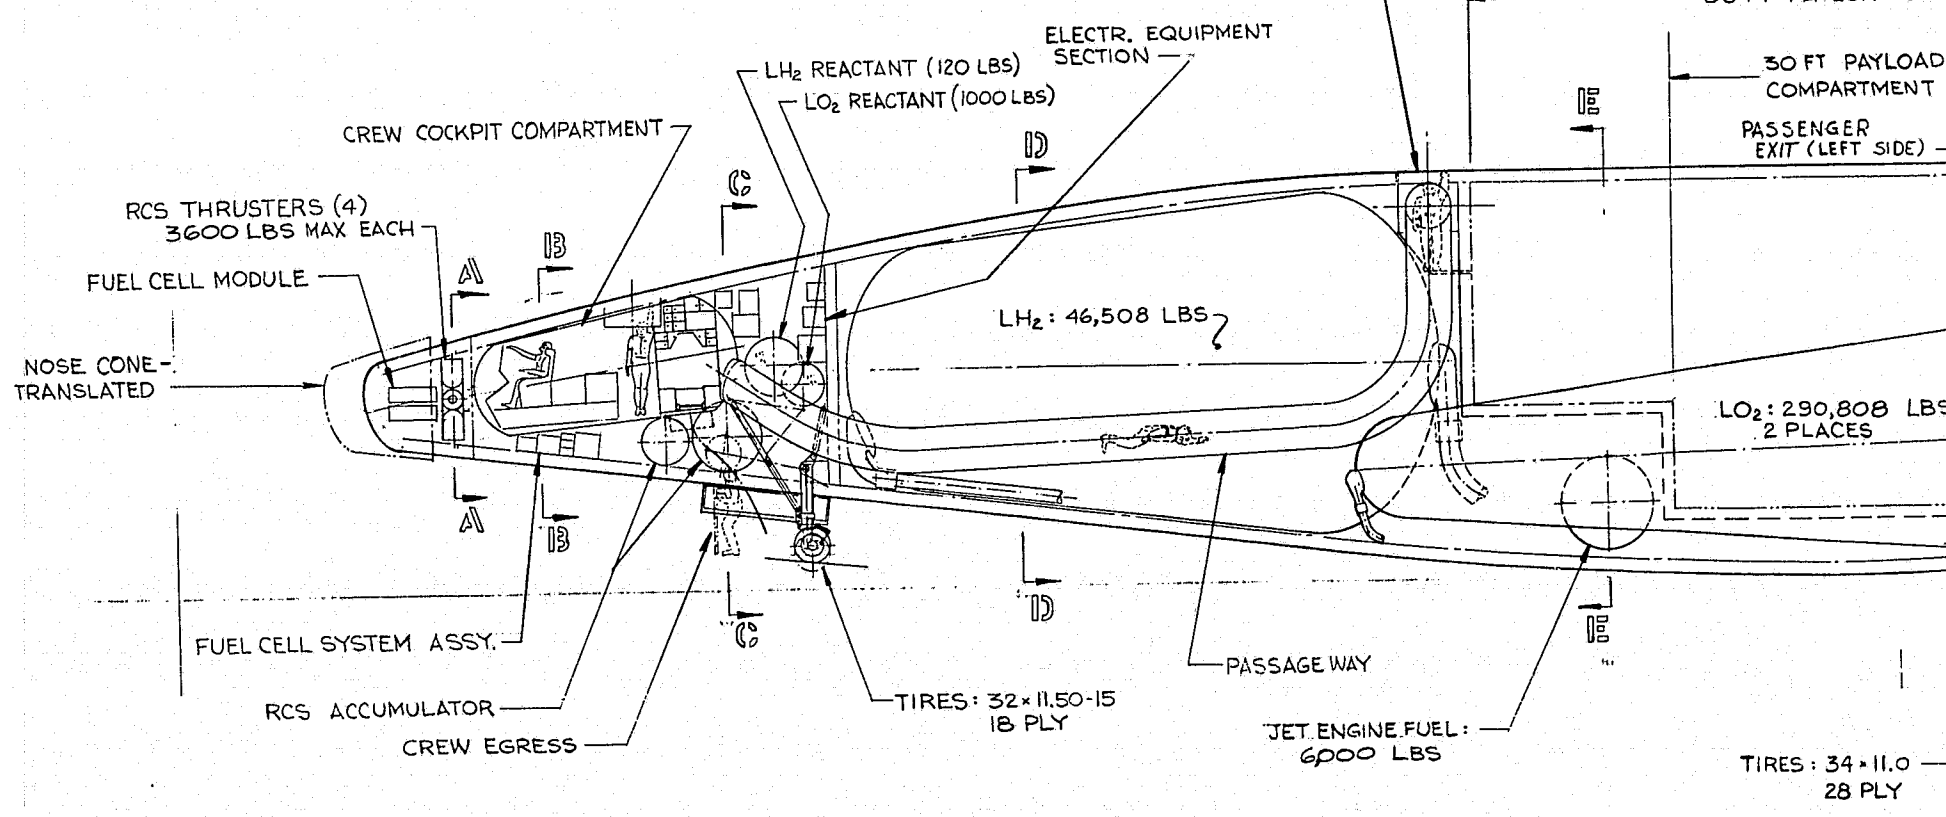 ELECTR. EQUIPMENT
SECTION
30 FT PAYLOAD
COMPARTMENT
LH₂ REACTANT (120 LBS)
LO₂ REACTANT (1000 LBS)
CREW COCKPIT COMPARTMENT
E
PASSENGER
EXIT (LEFT SIDE)
D
C
RCS THRUSTERS (4)
3600 LBS MAX EACH
B
A
FUEL CELL MODULE
LH₂: 46,508 LBS
NOSE CONE-
TRANSLATED
LO₂: 290,808 LBS
2 PLACES
A
B
D
C
E
FUEL CELL SYSTEM ASSY.
PASSAGE WAY
RCS ACCUMULATOR
TIRES: 32×11.50-15
18 PLY
CREW EGRESS
JET ENGINE FUEL:
6,000 LBS
TIRES: 34×11.0
28 PLY